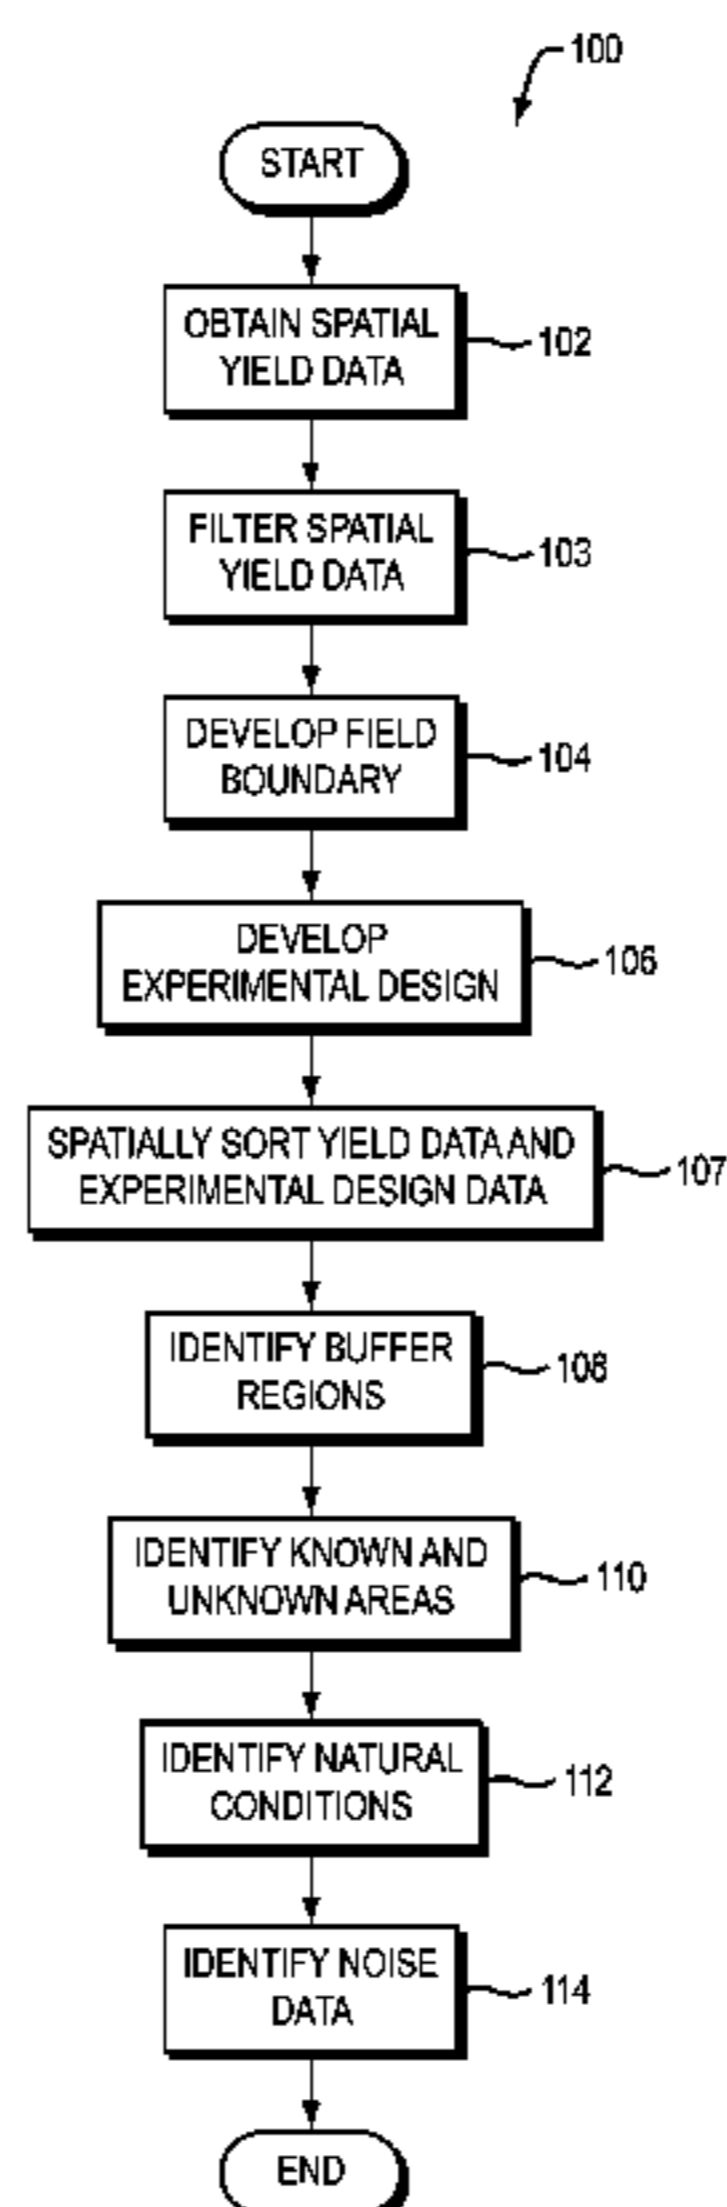 100
START
OBTAIN SPATIAL
YIELD DATA
102
FILTER SPATIAL
YIELD DATA
103
DEVELOP FIELD
BOUNDARY
104
DEVELOP
EXPERIMENTAL DESIGN
106
SPATIALLY SORT YIELD DATA AND
EXPERIMENTAL DESIGN DATA
107
IDENTIFY BUFFER
REGIONS
108
IDENTIFY KNOWN AND
UNKNOWN AREAS
110
IDENTIFY NATURAL
CONDITIONS
112
IDENTIFY NOISE
DATA
114
END